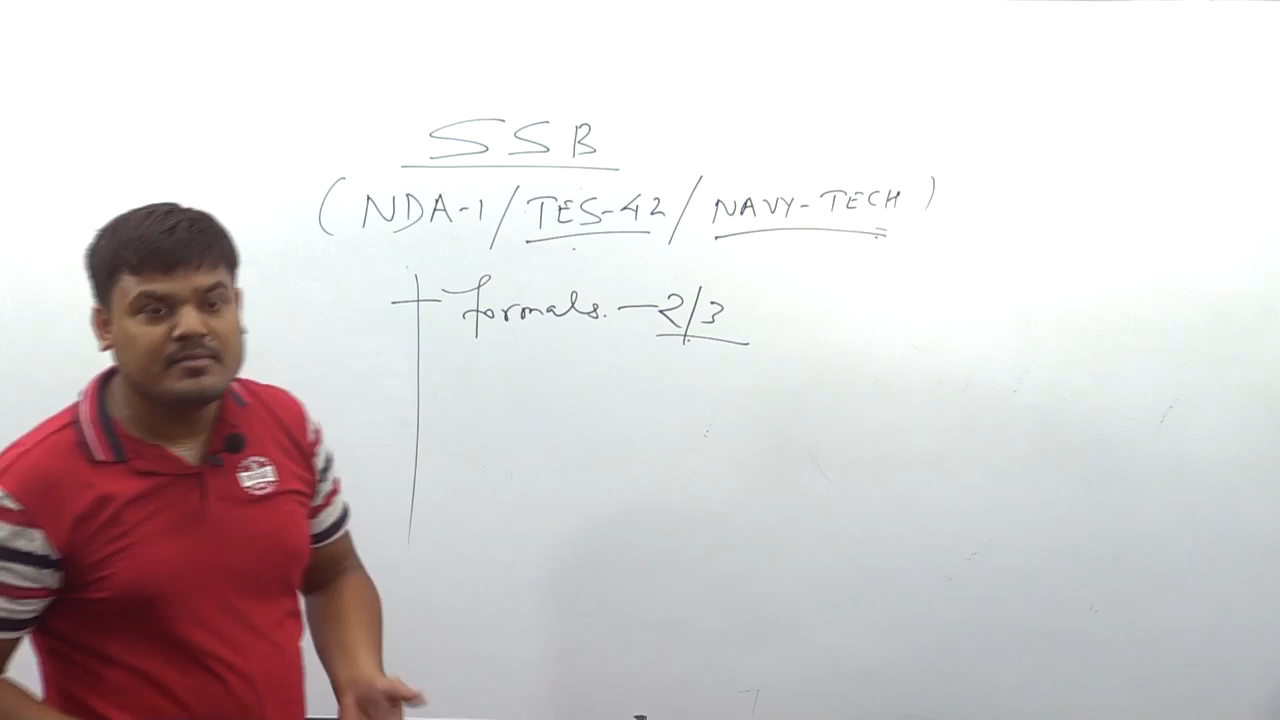 SSB
(NDA-1/TES-42/NAVY-TECH)
formals. - 2/3